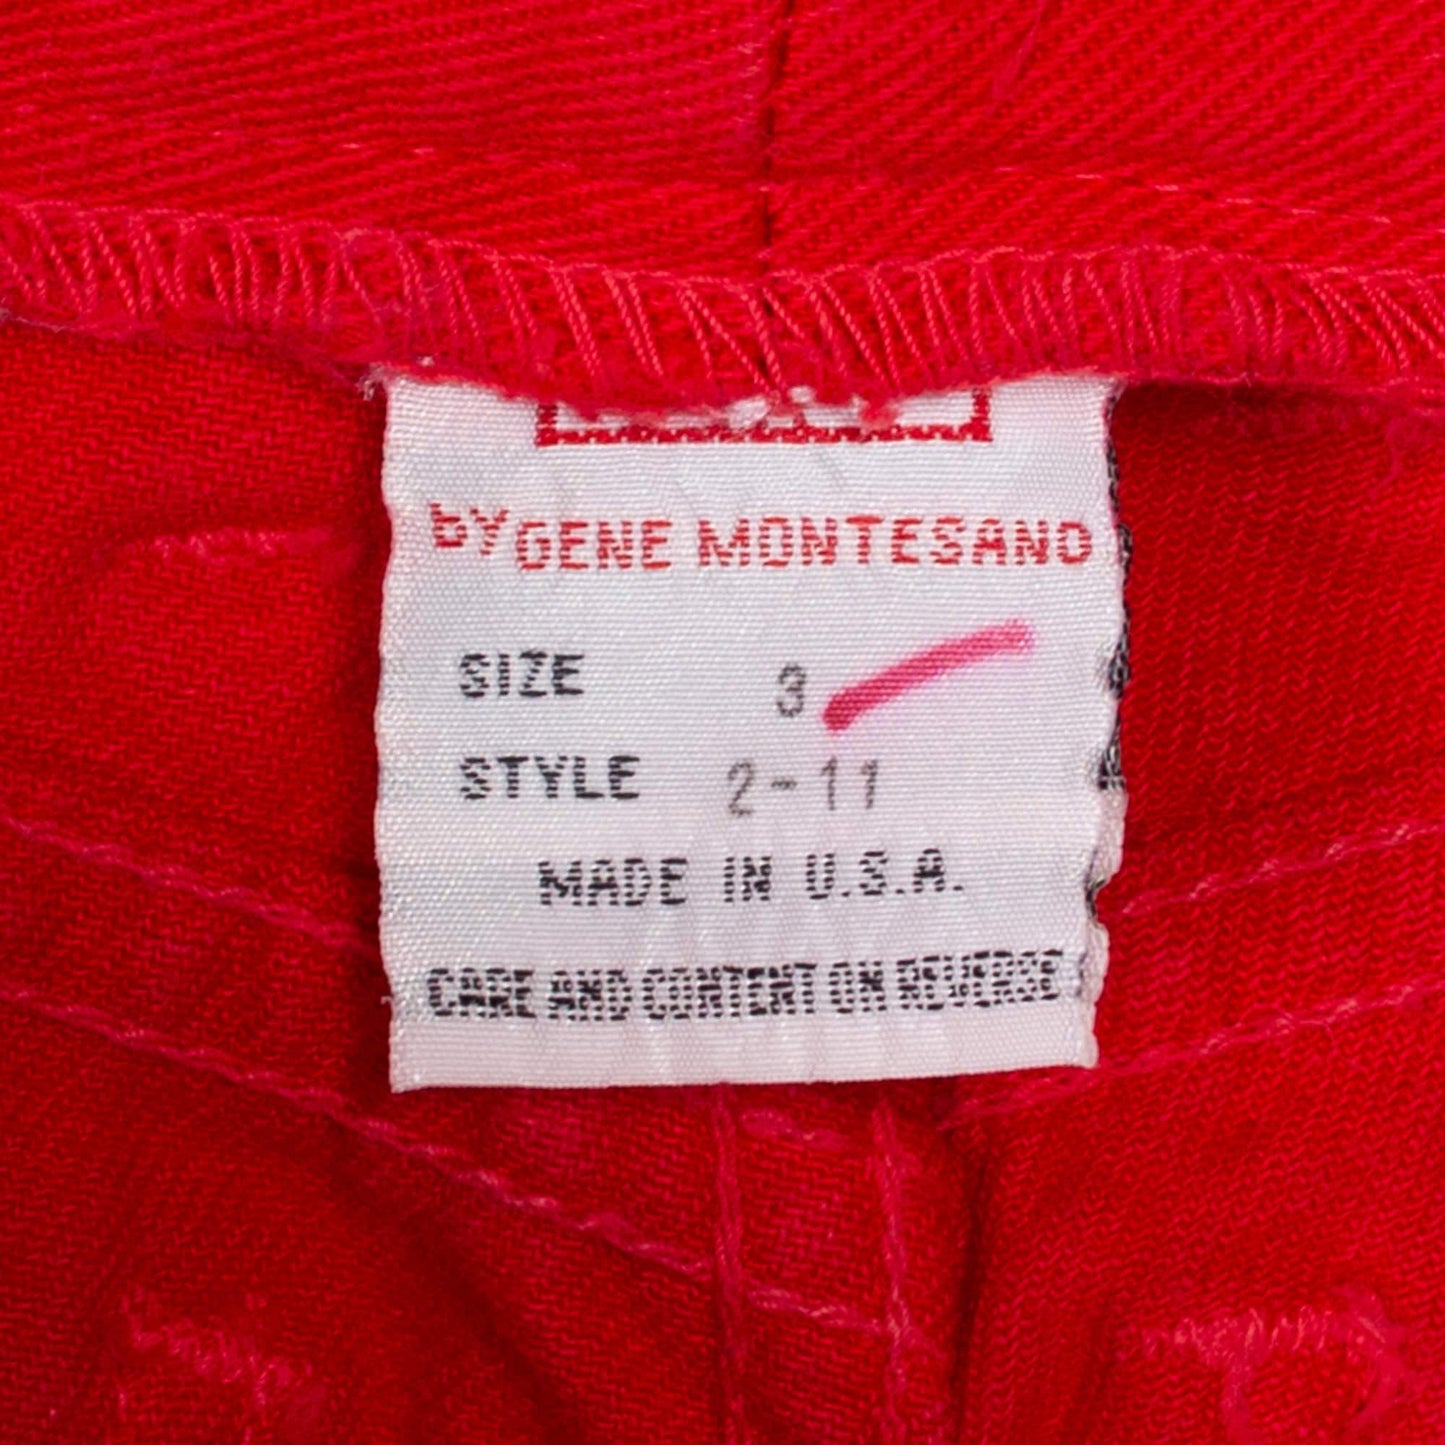 BY GENE MONTESANO
SIZE 3
STYLE 2-11
MADE IN U.S.A.
CARE AND CONTENT ON REVERSE